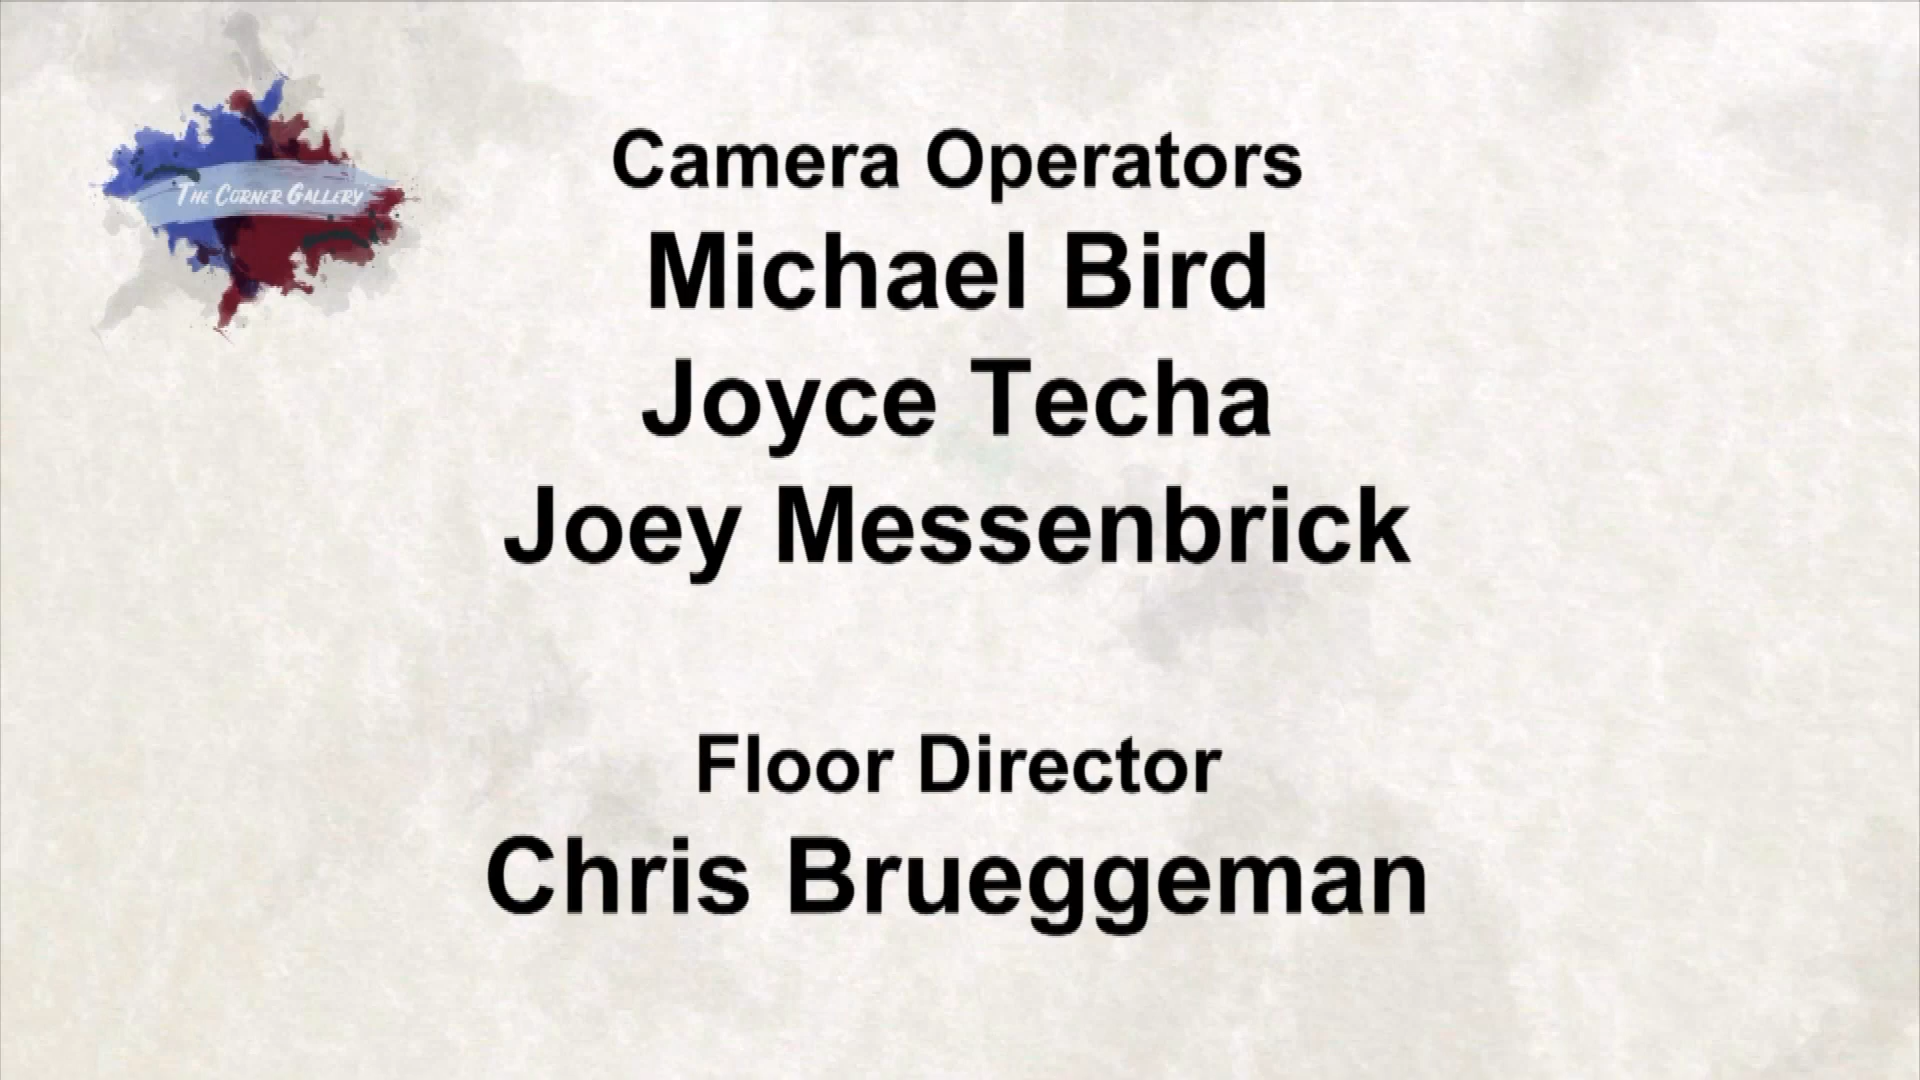 The Corner Gallery
Camera Operators
Michael Bird
Joyce Techa
Joey Messenbrick
Floor Director
Chris Brueggeman